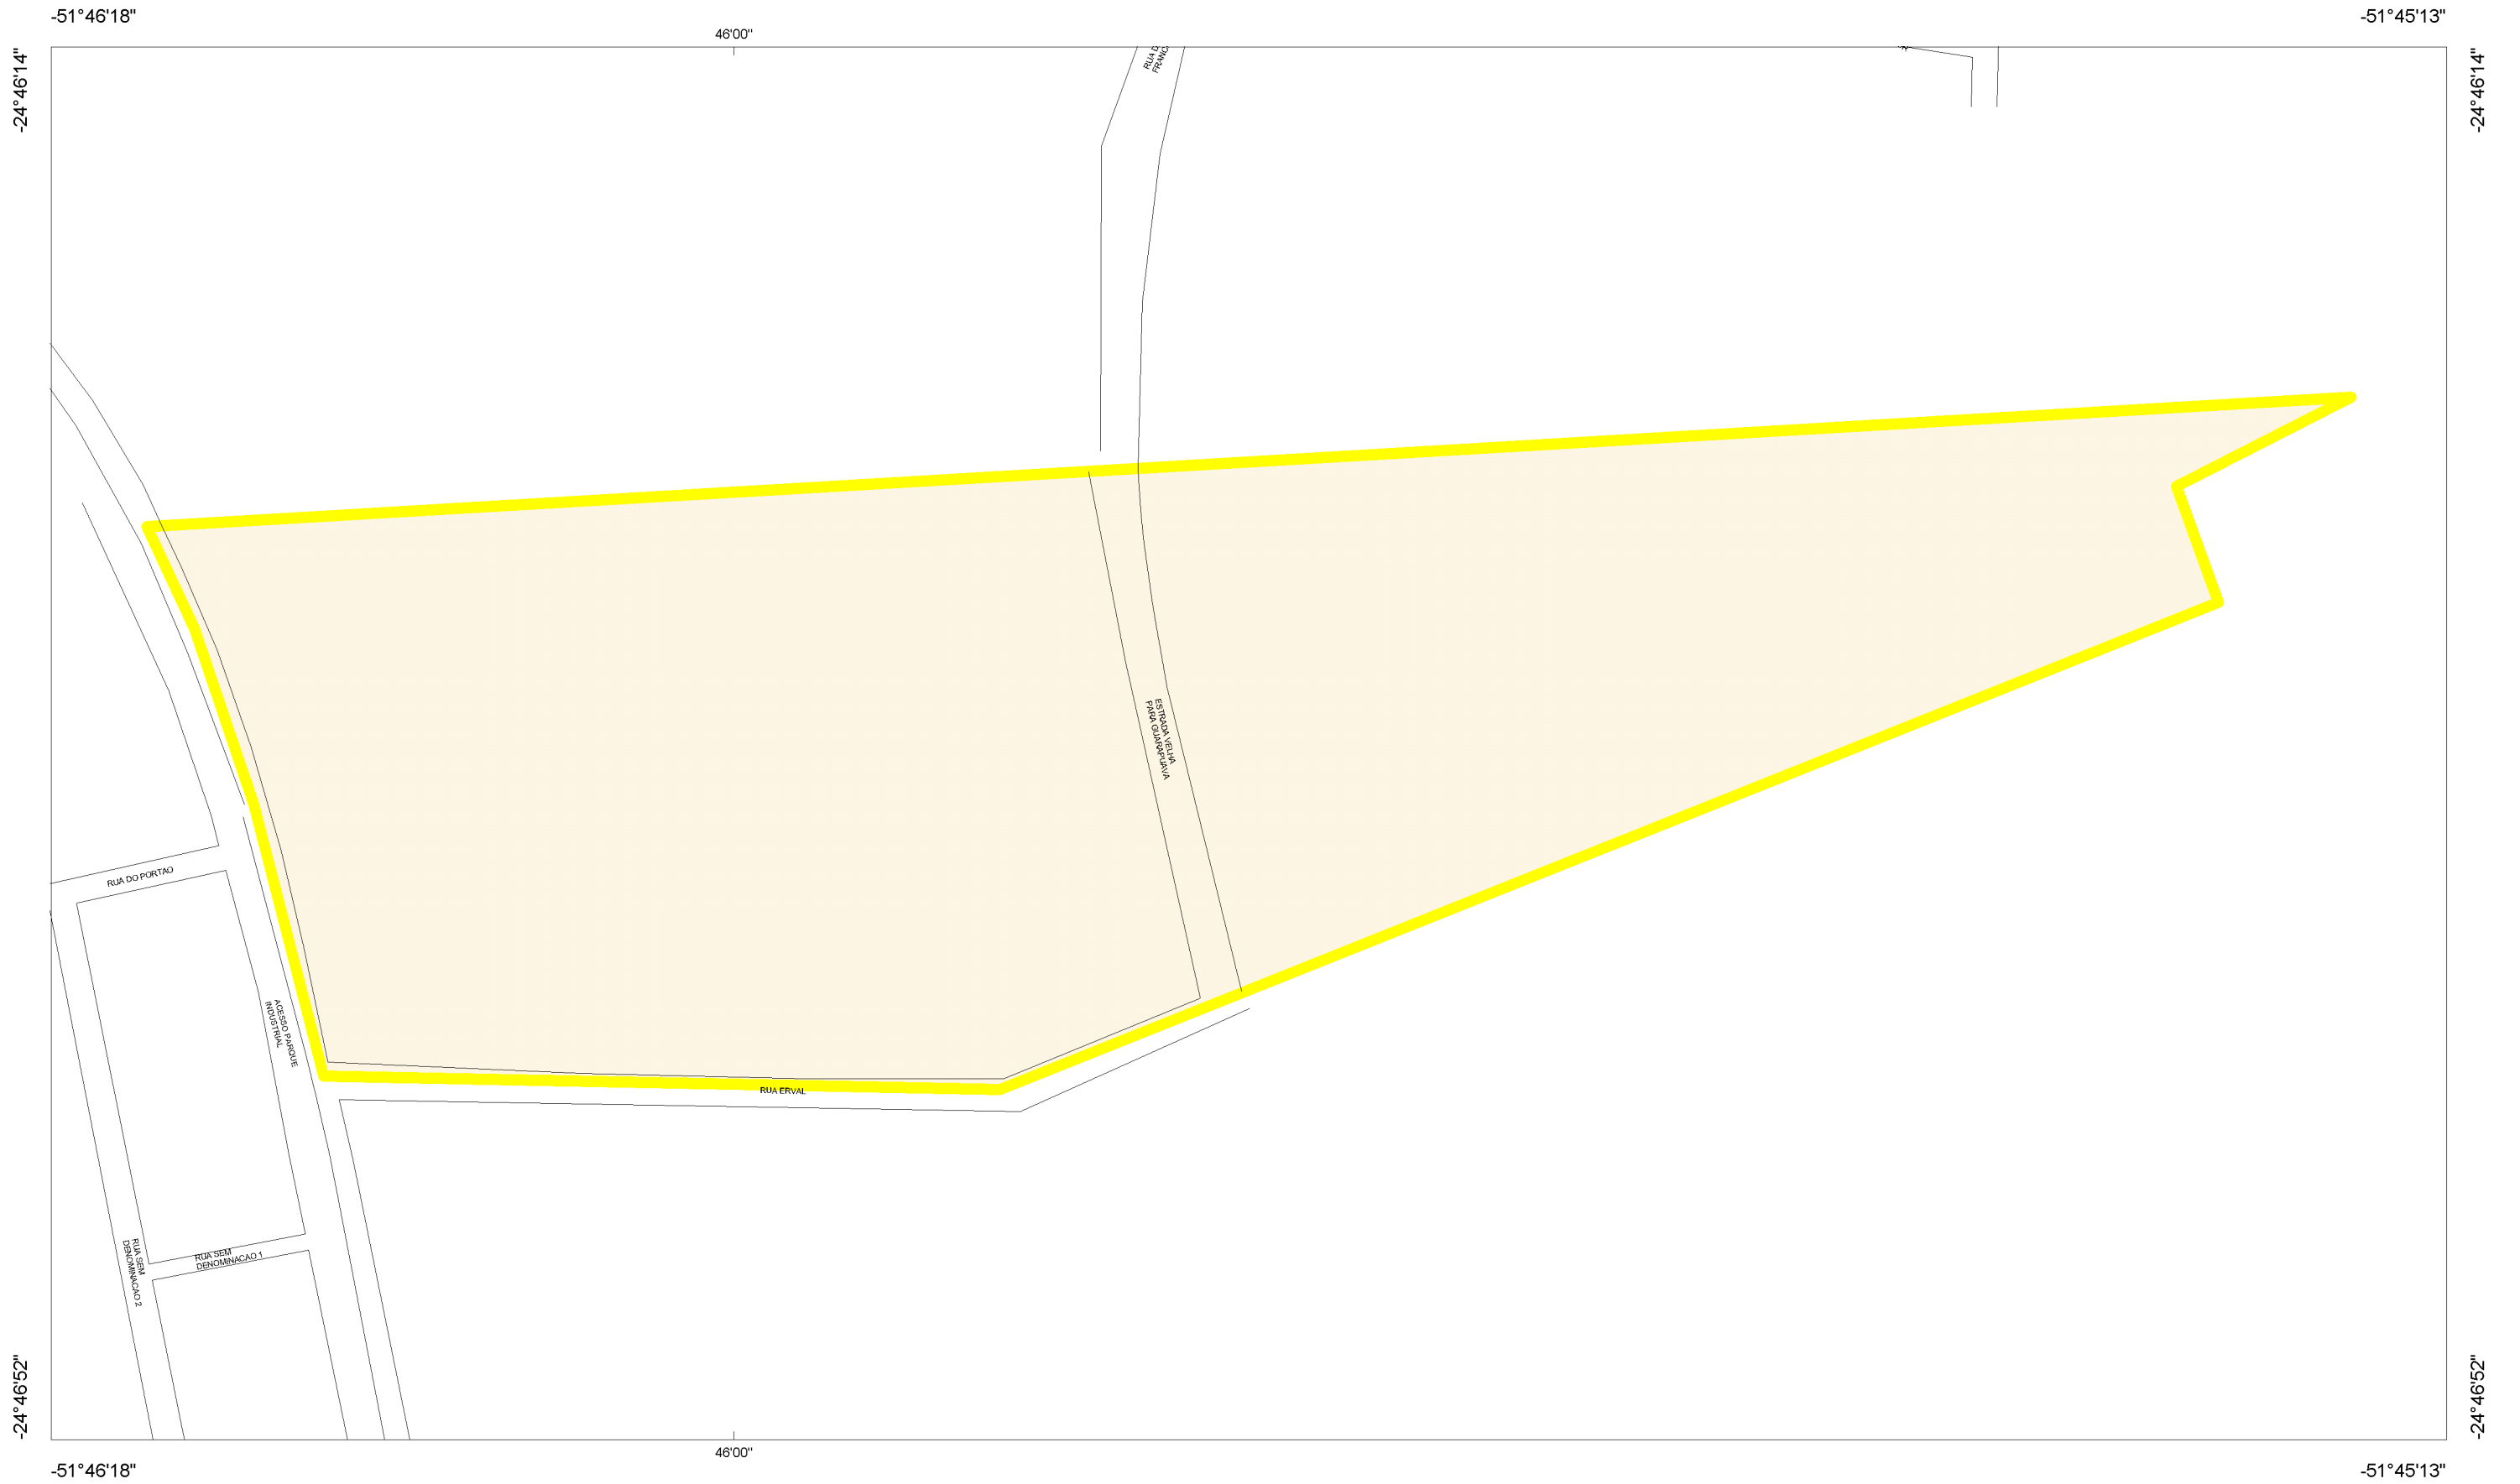 -51°46'18"
-51°45'13"
46'00"
-24°46'14"
-24°46'14"
RUA D
FRANC
ESTRADA VELHA
PARA GUARAPUAVA
RUA DO PORTAO
ACESSO PARQUE
INDUSTRIAL
RUA ERVAL
RUA SEM
DENOMINACAO 1
RUA SEM
DENOMINACAO 2
-24°46'52"
-24°46'52"
46'00"
-51°46'18"
-51°45'13"